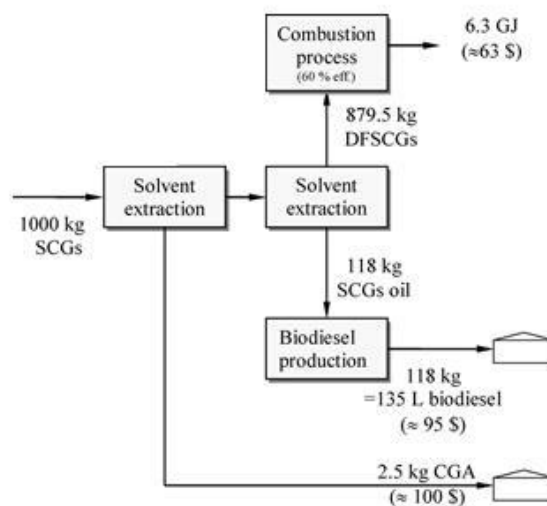 Combustion
process
(60 % eff.)
6.3 GJ
(≈63 $)
879.5 kg
DFSCGs
Solvent
extraction
Solvent
extraction
1000 kg
SCGs
118 kg
SCGs oil
Biodiesel
production
118 kg
=135 L biodiesel
(≈ 95 $)
2.5 kg CGA
(≈ 100 $)